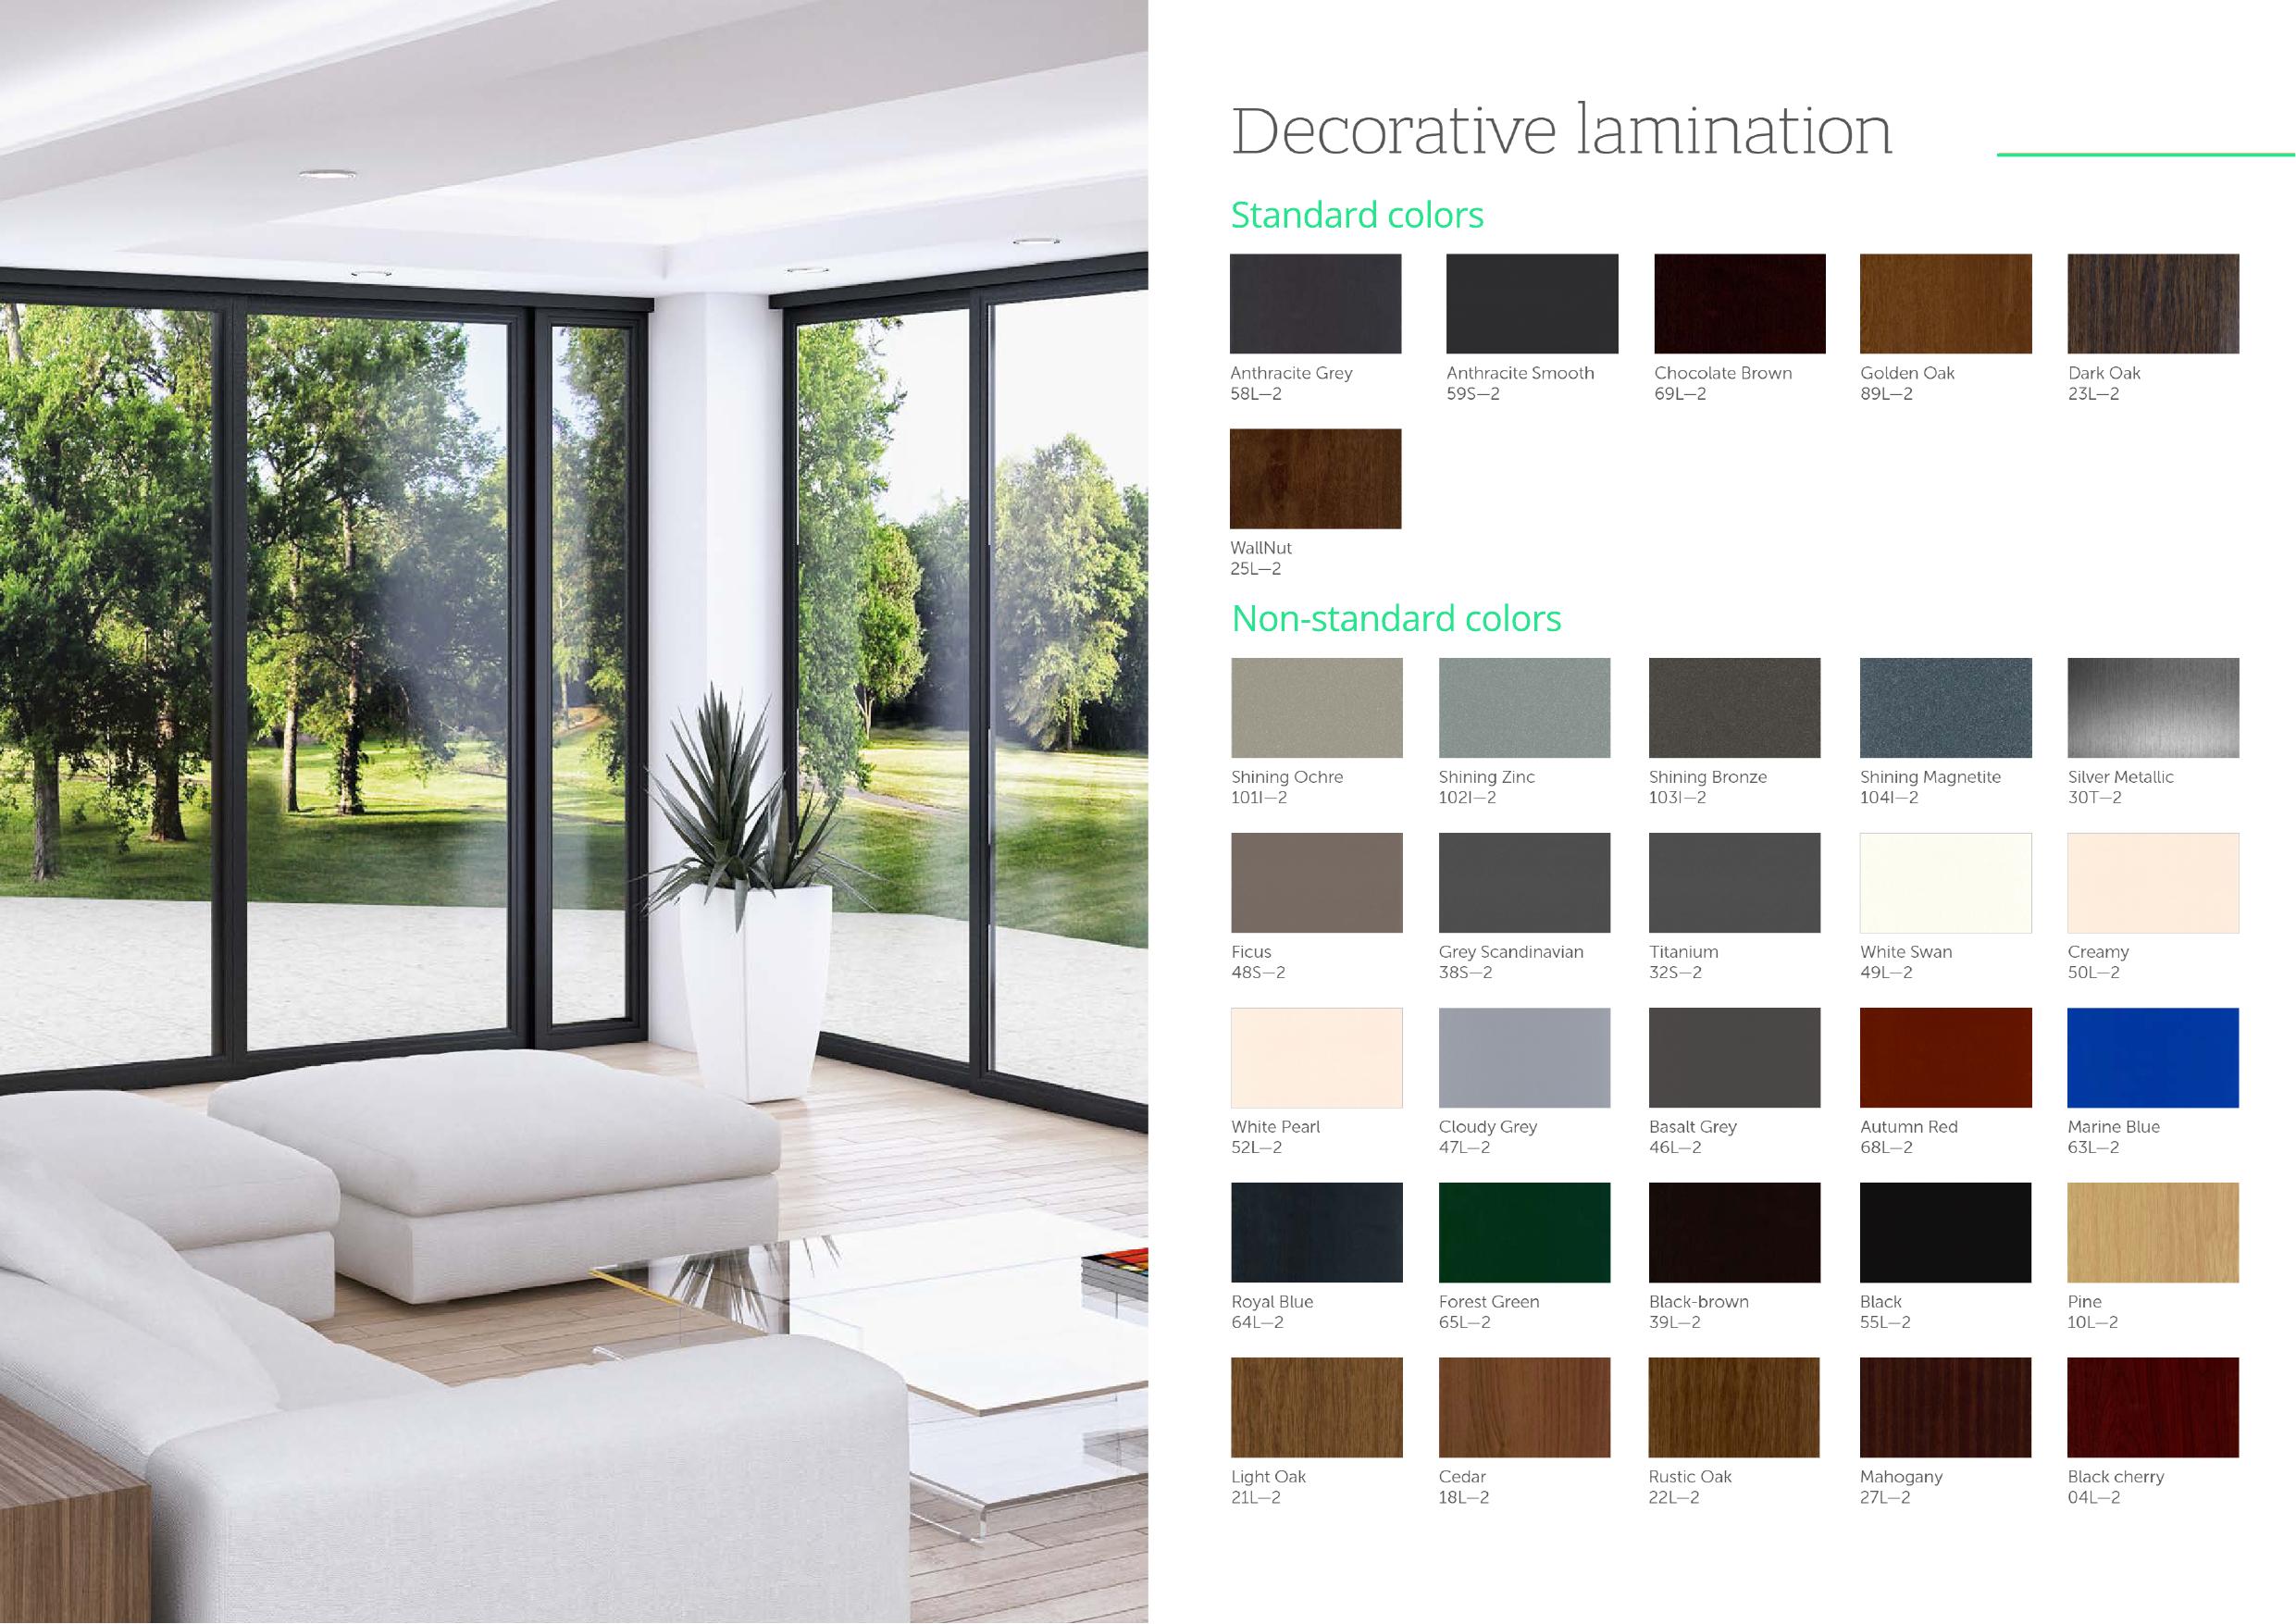 Decorative lamination
Standard colors
Anthracite Grey
58L—2
Anthracite Smooth
59S—2
Chocolate Brown
69L—2
Golden Oak
89L—2
Dark Oak
23L—2
WallNut
25L—2
Non-standard colors
Shining Ochre
101I—2
Shining Zinc
102I—2
Shining Bronze
103I—2
Shining Magnetite
104I—2
Silver Metallic
30T—2
Ficus
48S—2
Grey Scandinavian
38S—2
Titanium
32S—2
White Swan
49L—2
Creamy
50L—2
White Pearl
52L—2
Cloudy Grey
47L—2
Basalt Grey
46L—2
Autumn Red
68L—2
Marine Blue
63L—2
Royal Blue
64L—2
Forest Green
65L—2
Black-brown
39L—2
Black
55L—2
Pine
10L—2
Light Oak
21L—2
Cedar
18L—2
Rustic Oak
22L—2
Mahogany
27L—2
Black cherry
04L—2